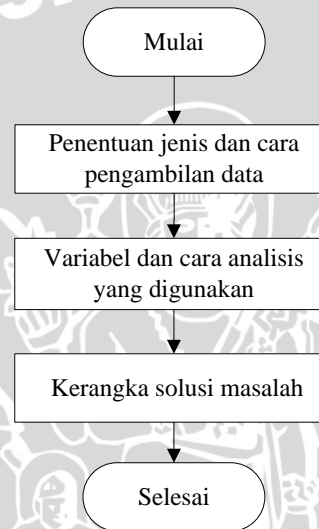 Mulai
Penentuan jenis dan cara
pengambilan data
Variabel dan cara analisis
yang digunakan
Kerangka solusi masalah
Selesai